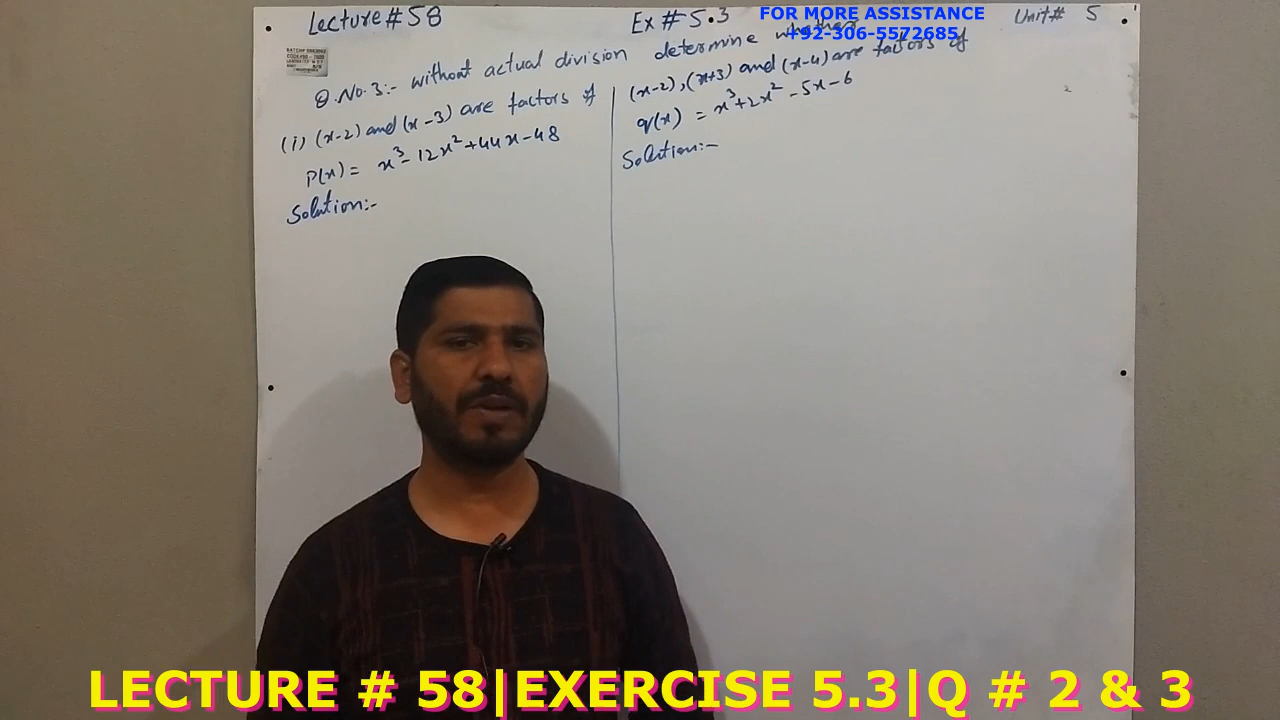 Lecture # 58
Ex # 5.3
Unit # 5
FOR MORE ASSISTANCE
+92-306-5572685
Q.No.3:- without actual division determine whether
(i) (x-2) and (x-3) are factors of
P(x) = x³-12x²+44x-48
Solution:-
(x-2), (x+3) and (x-4) are factors of
q(x) = x³+2x²-5x-6
Solution:-
LECTURE # 58|EXERCISE 5.3|Q # 2 & 3